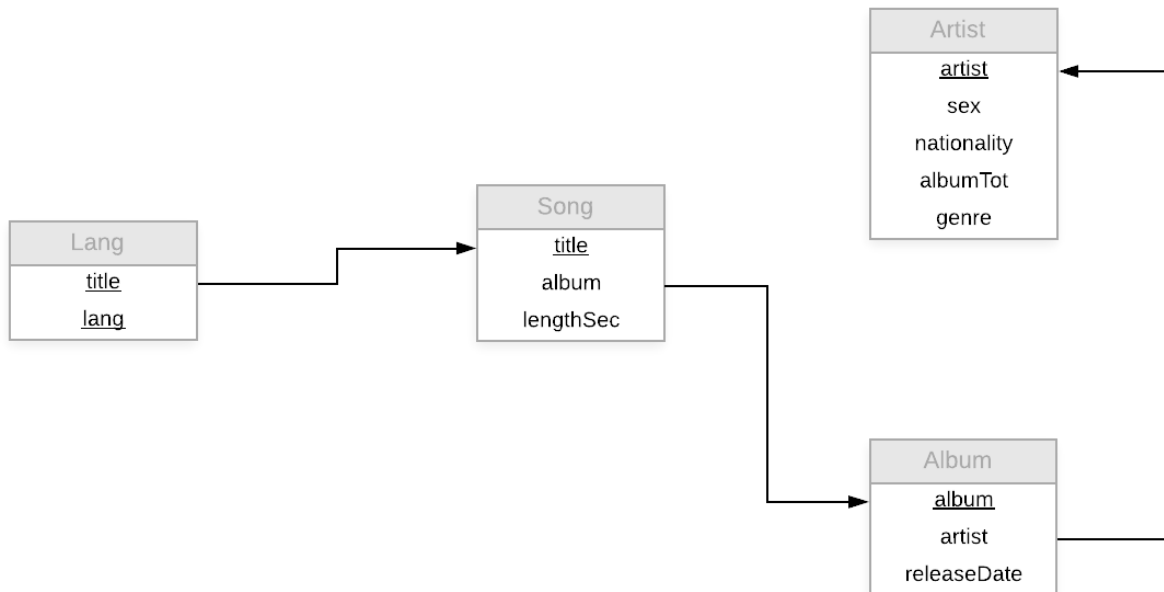 Artist
artist
sex
nationality
albumTot
genre
Song
title
album
lengthSec
Lang
title
lang
Album
album
artist
releaseDate